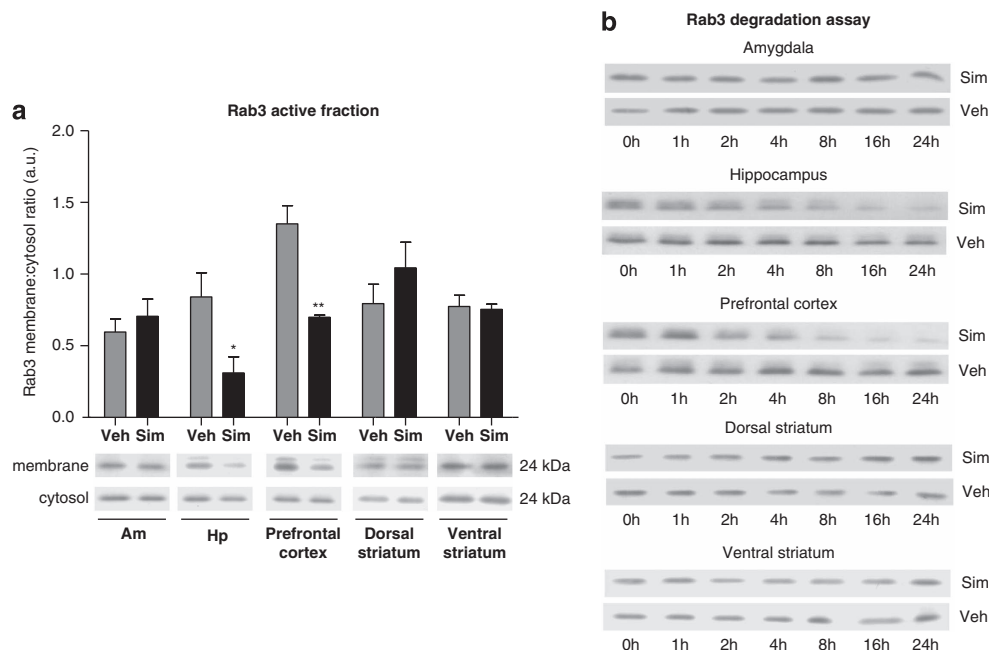 a
Rab3 active fraction
Rab3 membrane:cytosol ratio (a.u.)
2.0
1.5
1.0
0.5
0.0
*
**
Veh Sim Veh Sim Veh Sim Veh Sim Veh Sim
membrane 24 kDa
cytosol 24 kDa
Am Hp Prefrontal cortex Dorsal striatum Ventral striatum
b
Rab3 degradation assay
Amygdala
Sim
Veh
0h 1h 2h 4h 8h 16h 24h
Hippocampus
Sim
Veh
0h 1h 2h 4h 8h 16h 24h
Prefrontal cortex
Sim
Veh
0h 1h 2h 4h 8h 16h 24h
Dorsal striatum
Sim
Veh
0h 1h 2h 4h 8h 16h 24h
Ventral striatum
Sim
Veh
0h 1h 2h 4h 8h 16h 24h